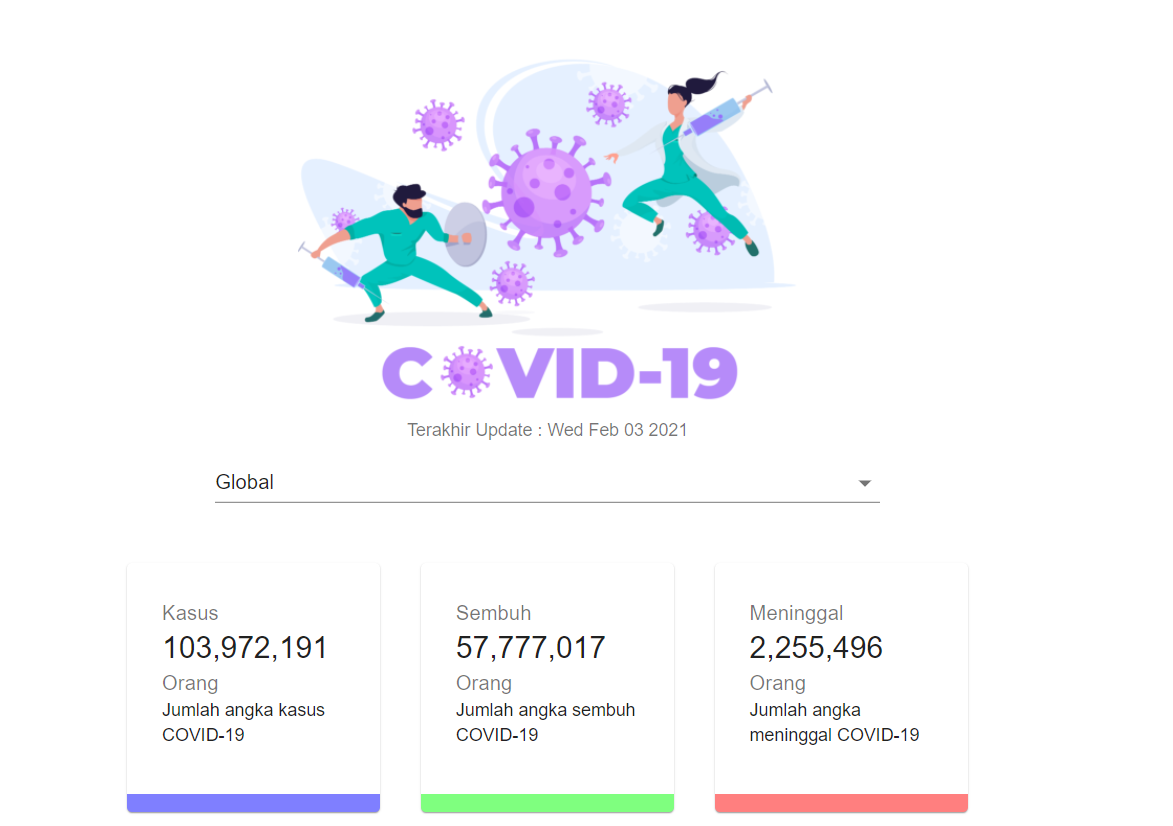 COVID-19
Terakhir Update : Wed Feb 03 2021
Global
Kasus
103,972,191
Orang
Jumlah angka kasus
COVID-19
Sembuh
57,777,017
Orang
Jumlah angka sembuh
COVID-19
Meninggal
2,255,496
Orang
Jumlah angka
meninggal COVID-19